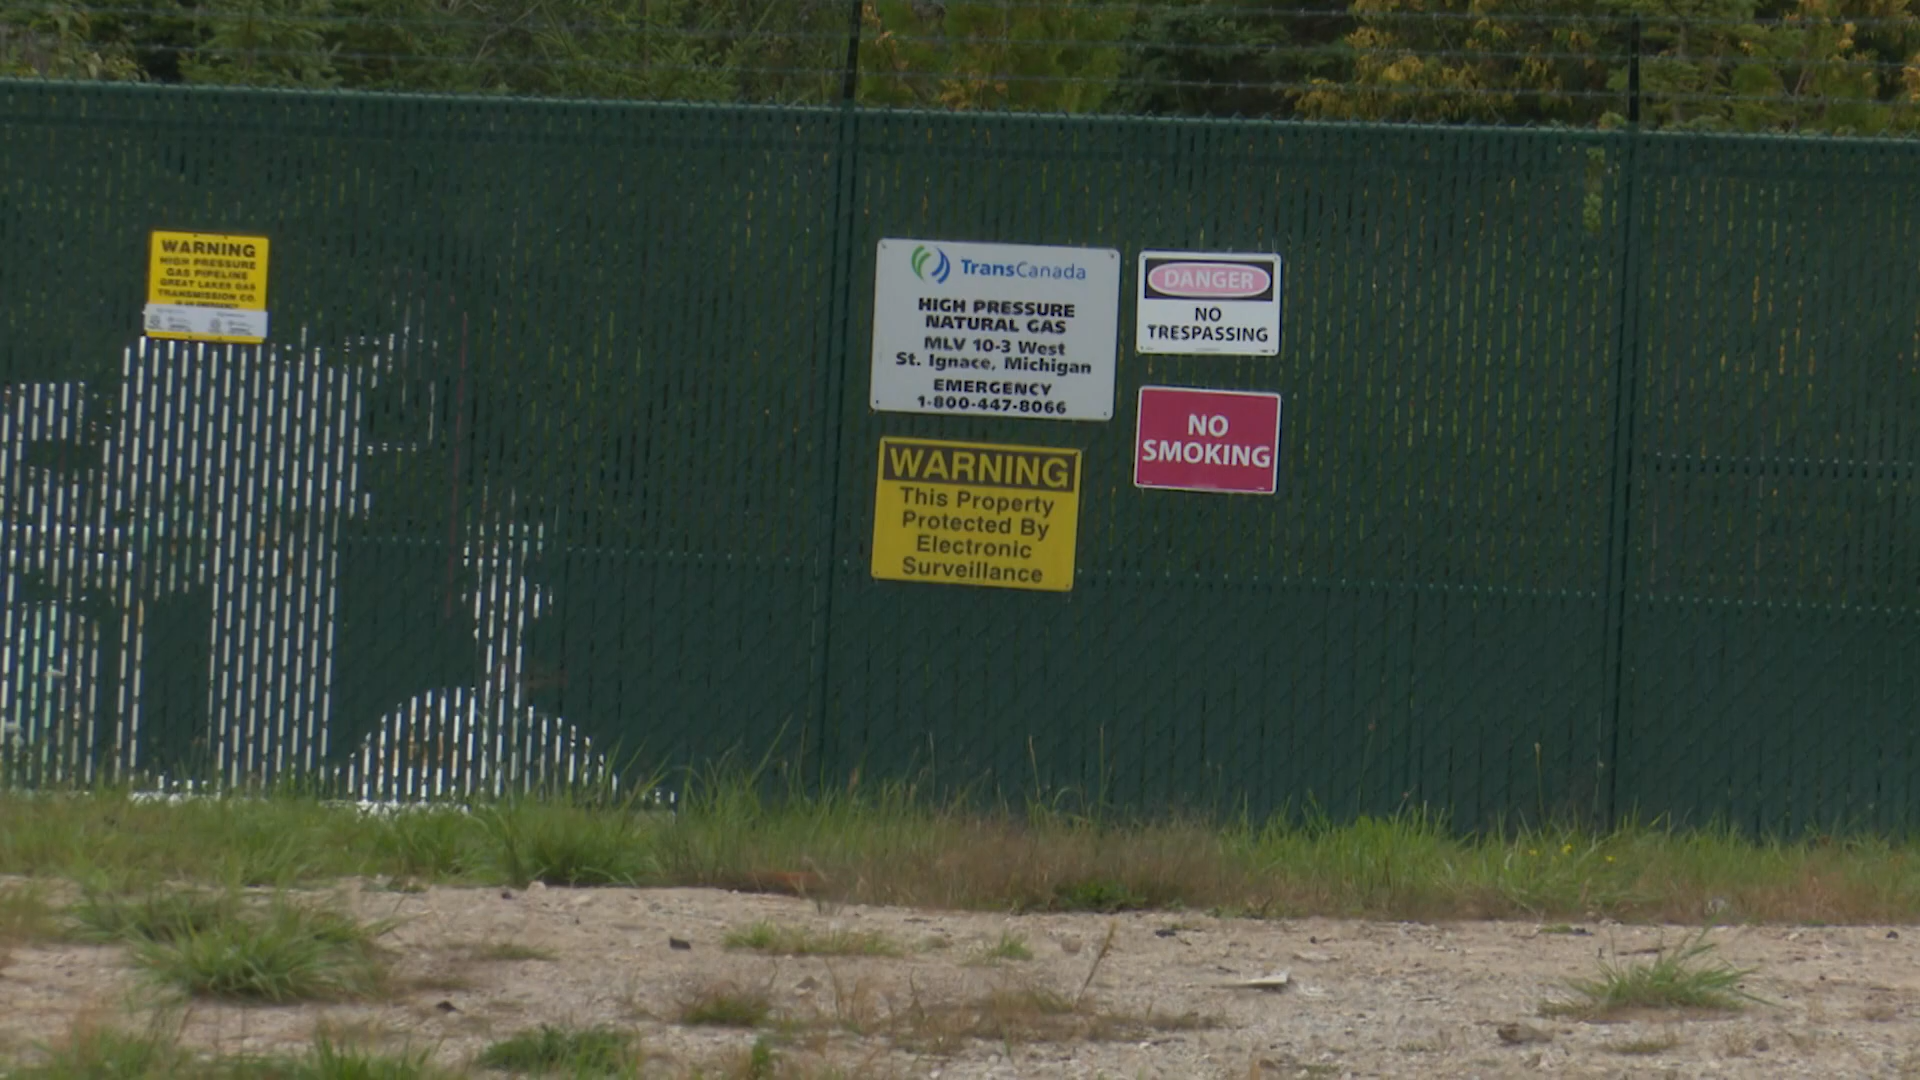 WARNING
HIGH PRESSURE
GAS PIPELINE
GREAT LAKES GAS
TRANSMISSION CO.
TransCanada
HIGH PRESSURE
NATURAL GAS
MLV 10-3 West
St. Ignace, Michigan
EMERGENCY
1-800-447-8066
DANGER
NO
TRESPASSING
WARNING
This Property
Protected By
Electronic
Surveillance
NO
SMOKING